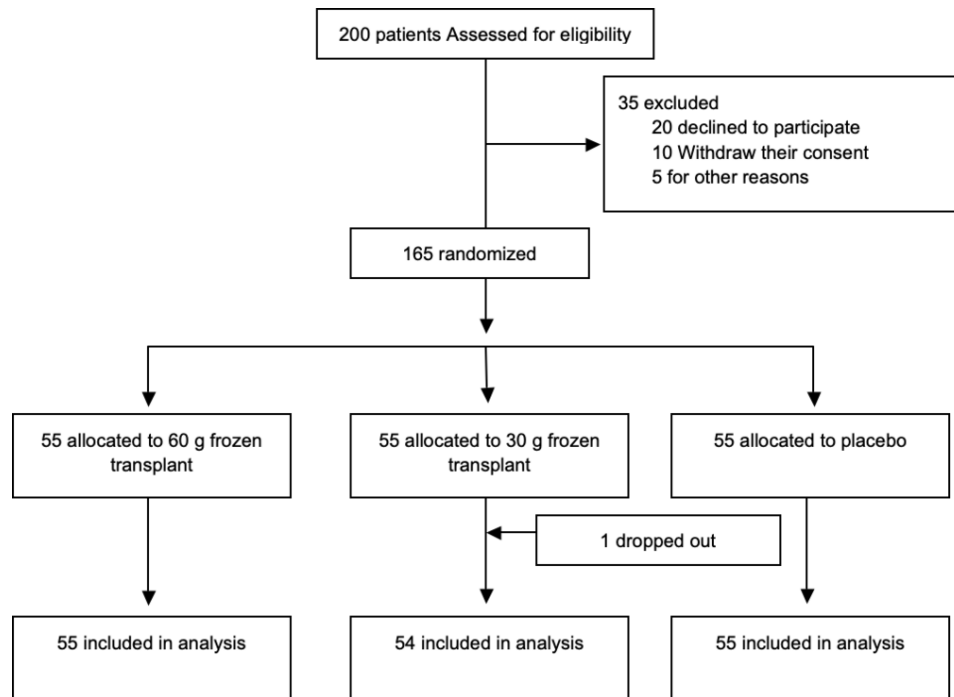 200 patients Assessed for eligibility
35 excluded
20 declined to participate
10 Withdraw their consent
5 for other reasons
165 randomized
55 allocated to 60 g frozen
transplant
55 allocated to 30 g frozen
transplant
55 allocated to placebo
1 dropped out
55 included in analysis
54 included in analysis
55 included in analysis